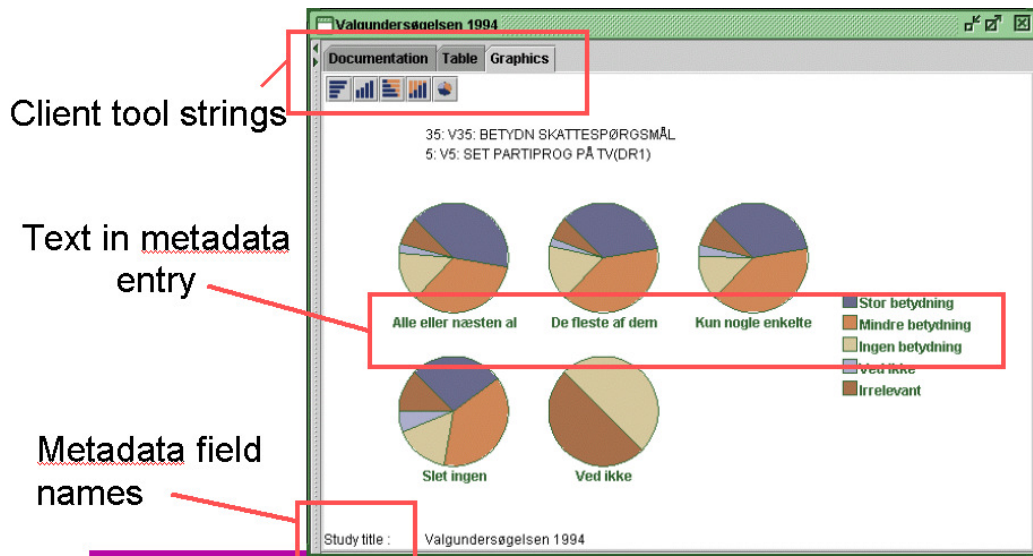 Valgundersøgelsen 1994
Documentation Table Graphics
Client tool strings
35: V35: BETYDN SKATTESPØRGSMÅL
5: V5: SET PARTIPROG PÅ TV(DR1)
Text in metadata
entry
Alle eller næsten al
De fleste af dem
Kun nogle enkelte
Stor betydning
Mindre betydning
Ingen betydning
Ved ikke
Irrelevant
Slet ingen
Ved ikke
Metadada field
names
Study title : Valgundersøgelsen 1994